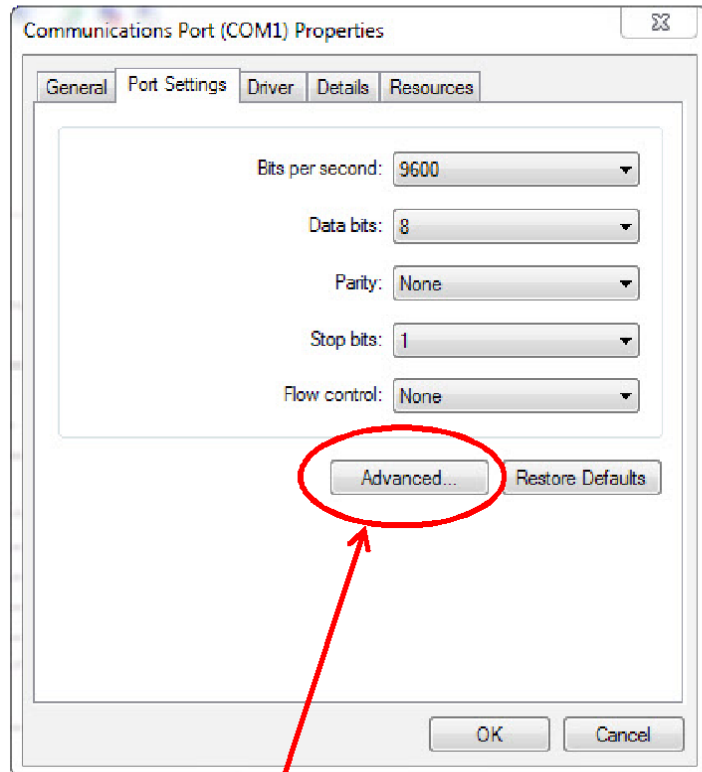 Communications Port (COM1) Properties
General Port Settings Driver Details Resources
Bits per second: 9600
Data bits: 8
Parity: None
Stop bits: 1
Flow control: None
Advanced... Restore Defaults
OK Cancel